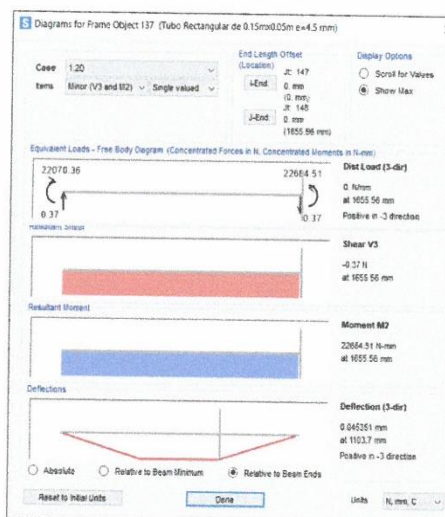 S Diagrams for Frame Object 137 (Tubo Rectangular de 0.15mx0.05m e=4.5 mm)
Case 1.20
Items Minor (V3 and M2) Single valued
End Length Offset
(Location)
I-End: Jt: 147
0. mm
(0. mm)
J-End: Jt: 148
0. mm
(1655.56 mm)
Display Options
Scroll for Values
Show Max
Equivalent Loads - Free Body Diagram (Concentrated Forces in N, Concentrated Moments in N-mm)
22070.36 22684.51
0.37 0.37
Dist Load (3-dir)
0. N/mm
at 1655.56 mm
Positive in -3 direction
Resultant Shear
Shear V3
-0.37 N
at 1655.56 mm
Resultant Moment
Moment M2
22684.51 N-mm
at 1655.56 mm
Deflections
Deflection (3-dir)
0.045351 mm
at 1103.7 mm
Positive in -3 direction
Absolute Relative to Beam Minimum Relative to Beam Ends
Reset to Initial Units Done Units N, mm, C